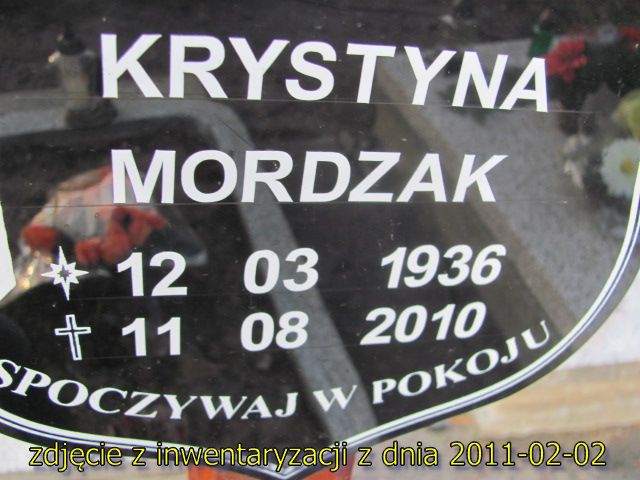 KRYSTYNA
MORDZAK
12 03 1936
11 08 2010
SPOCZYWAJ W POKOJU
zdjęcie z inwentaryzacji z dnia 2011-02-02